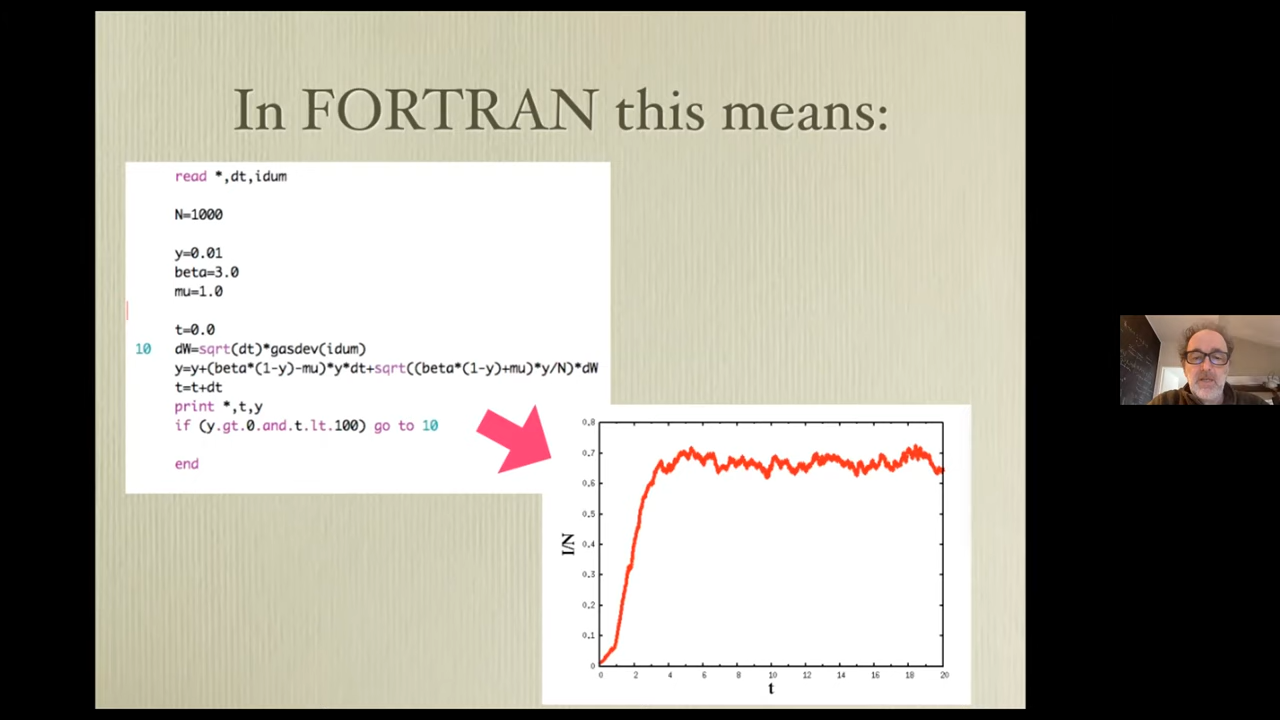 In FORTRAN this means:
read *,dt,idum
N=1000
y=0.01
beta=3.0
mu=1.0
t=0.0
10 dW=sqrt(dt)*gasdev(idum)
y=y+(beta*(1-y)-mu)*y*dt+sqrt((beta*(1-y)+mu)*y/N)*dW
t=t+dt
print *,t,y
if (y.gt.0.and.t.lt.100) go to 10
end
0.8
0.7
0.6
0.5
0.4
0.3
0.2
0.1
0
I/N
0 2 4 6 8 10 12 14 16 18 20
t